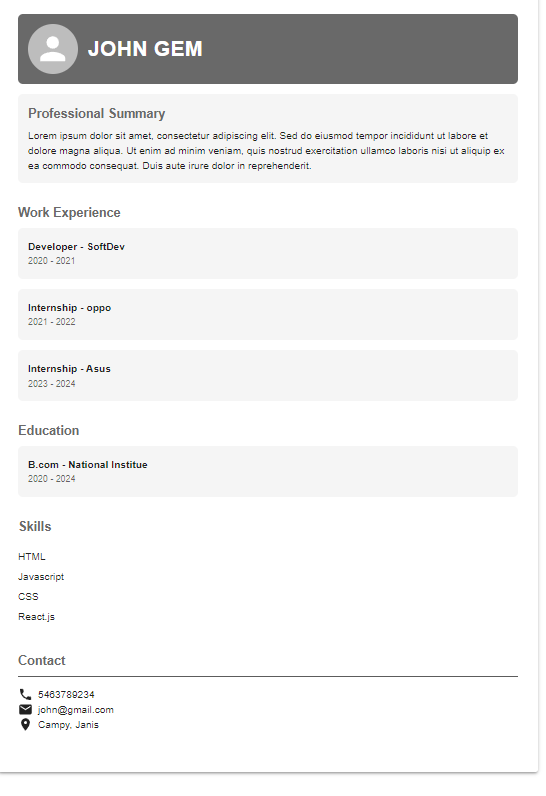 JOHN GEM
Professional Summary
Lorem ipsum dolor sit amet, consectetur adipiscing elit. Sed do eiusmod tempor incididunt ut labore et
dolore magna aliqua. Ut enim ad minim veniam, quis nostrud exercitation ullamco laboris nisi ut aliquip ex
ea commodo consequat. Duis aute irure dolor in reprehenderit.
Work Experience
Developer - SoftDev
2020 - 2021
Internship - oppo
2021 - 2022
Internship - Asus
2023 - 2024
Education
B.com - National Institue
2020 - 2024
Skills
HTML
Javascript
CSS
React.js
Contact
5463789234
john@gmail.com
Campy, Janis